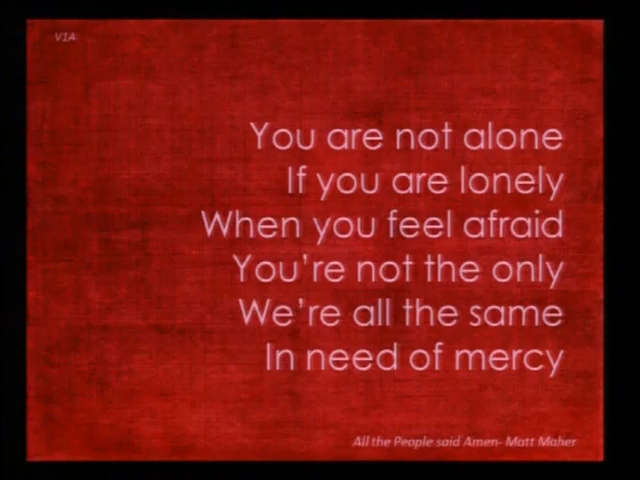 V1A
You are not alone
If you are lonely
When you feel afraid
You're not the only
We're all the same
In need of mercy
All the People said Amen- Matt Maher